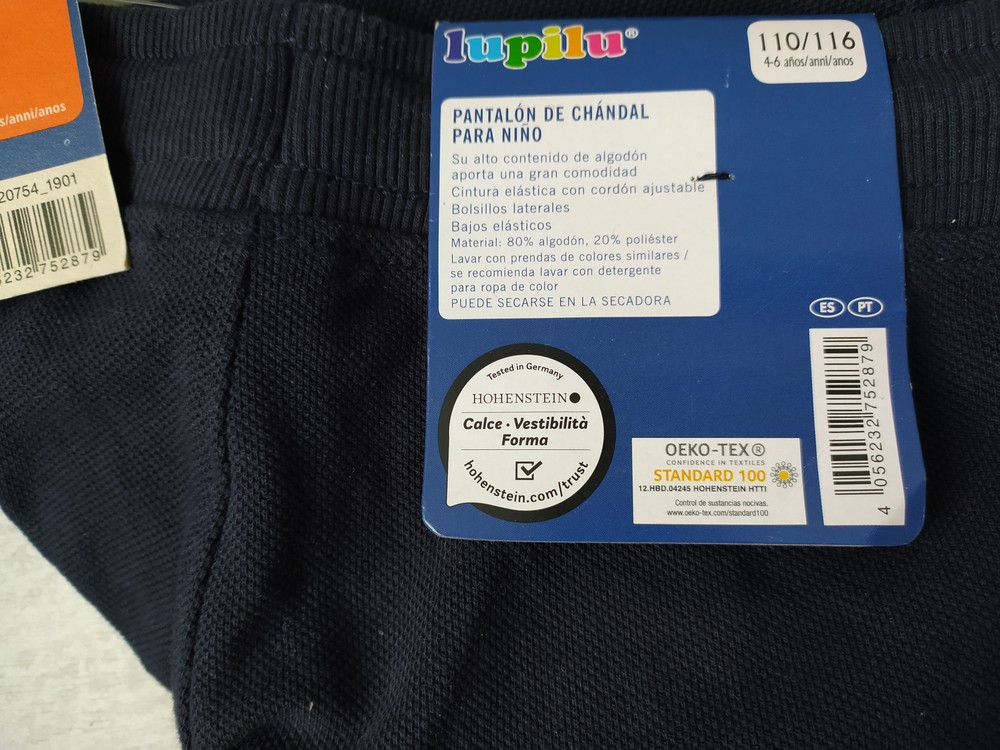 s/anni/anos
20754_1901
232 752879
lupilu®
110/116
4-6 años/anni/anos
PANTALÓN DE CHÁNDAL
PARA NIÑO
Su alto contenido de algodón
aporta una gran comodidad
Cintura elástica con cordón ajustable
Bolsillos laterales
Bajos elásticos
Material: 80% algodón, 20% poliéster
Lavar con prendas de colores similares /
se recomienda lavar con detergente
para ropa de color
PUEDE SECARSE EN LA SECADORA
ES PT
Tested in Germany
HOHENSTEIN
Calce · Vestibilità
Forma
hohenstein.com/trust
OEKO-TEX®
CONFIDENCE IN TEXTILES
STANDARD 100
12.HBD.04245 HOHENSTEIN HTTI
Control de sustancias nocivas.
www.oeko-tex.com/standard100
4 056232 752879